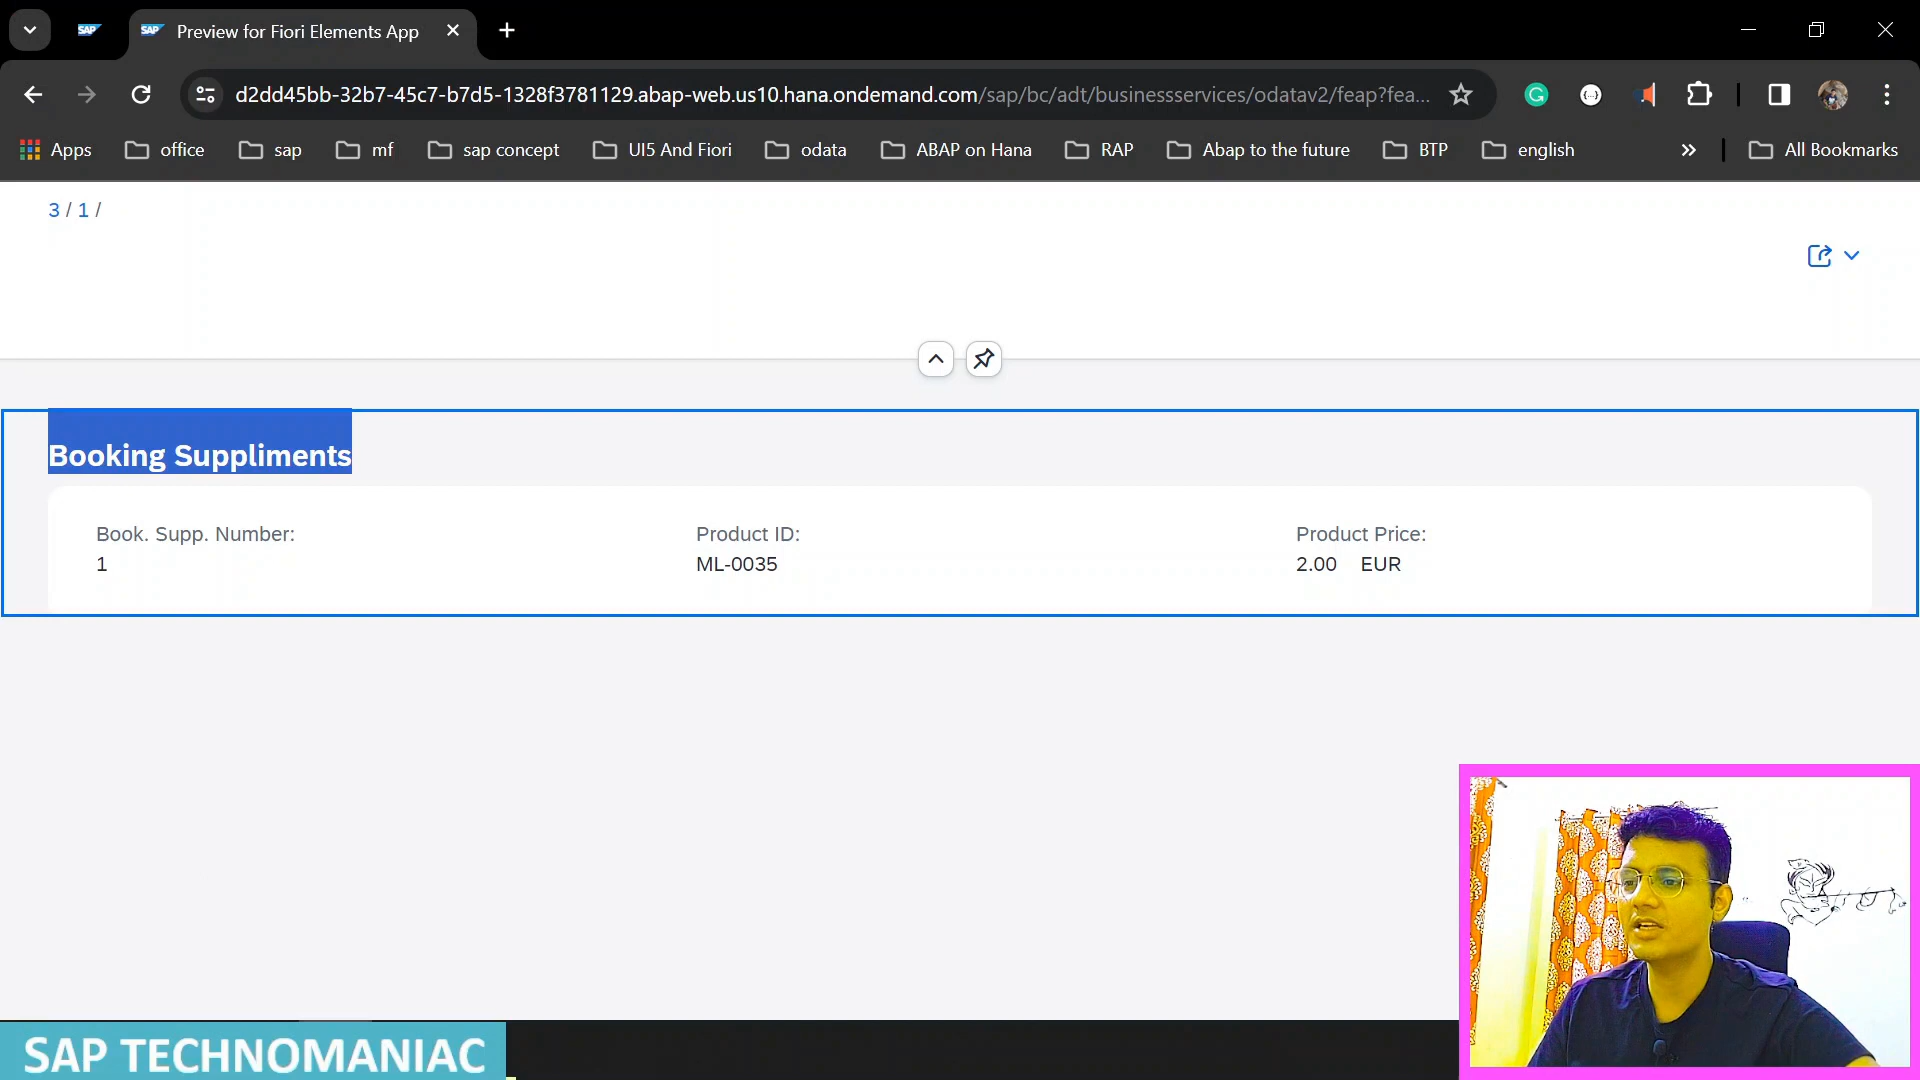 SAP
SAP Preview for Fiori Elements App
d2dd45bb-32b7-45c7-b7d5-1328f3781129.abap-web.us10.hana.ondemand.com/sap/bc/adt/businessservices/odatav2/feap?fea...
Apps office sap mf sap concept UI5 And Fiori odata ABAP on Hana RAP Abap to the future BTP english All Bookmarks
3 / 1 /
Booking Suppliments
Book. Supp. Number:
1
Product ID:
ML-0035
Product Price:
2.00 EUR
SAP TECHNOMANIAC